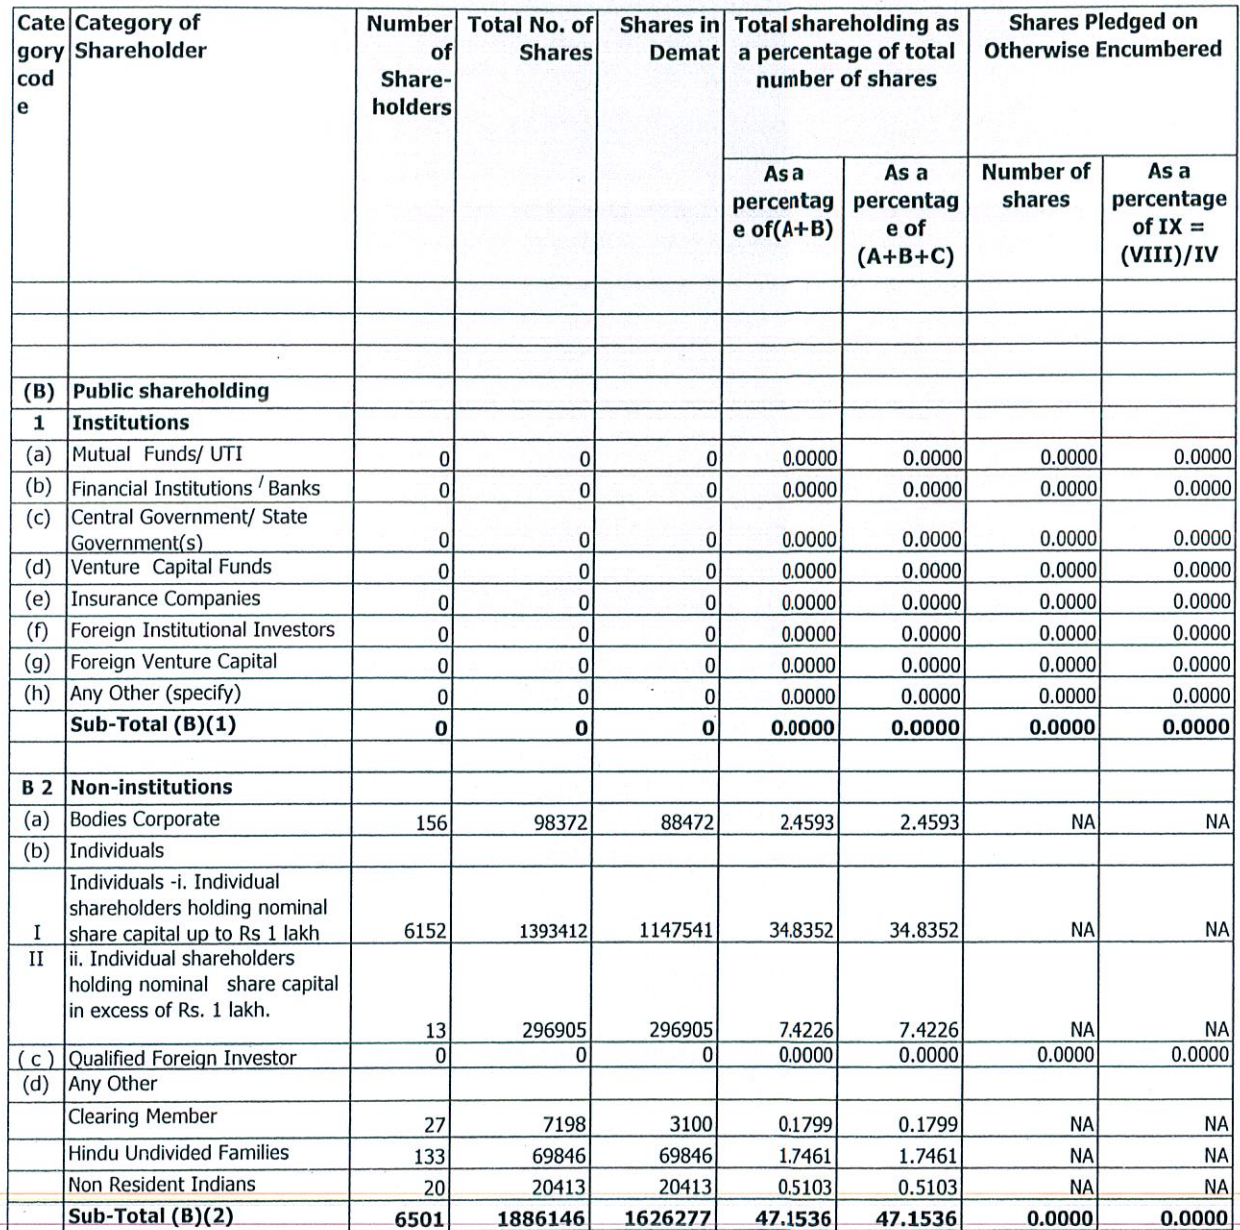 Cate Category of Number Total No. of Shares in Total shareholding as Shares Pledged on
gory Shareholder of Shares Demat a percentage of total Otherwise Encumbered
cod Share- number of shares
e holders
As a As a Number of As a
percentag percentag shares percentage
e of(A+B) e of of IX =
(A+B+C) (VIII)/IV
(B) Public shareholding
1 Institutions
(a) Mutual Funds/ UTI 0 0 0 0.0000 0.0000 0.0000 0.0000
(b) Financial Institutions / Banks 0 0 0 0.0000 0.0000 0.0000 0.0000
(c) Central Government/ State
Government(s) 0 0 0 0.0000 0.0000 0.0000 0.0000
(d) Venture Capital Funds 0 0 0 0.0000 0.0000 0.0000 0.0000
(e) Insurance Companies 0 0 0 0.0000 0.0000 0.0000 0.0000
(f) Foreign Institutional Investors 0 0 0 0.0000 0.0000 0.0000 0.0000
(g) Foreign Venture Capital 0 0 0 0.0000 0.0000 0.0000 0.0000
(h) Any Other (specify) 0 0 0 0.0000 0.0000 0.0000 0.0000
Sub-Total (B)(1) 0 0 0 0.0000 0.0000 0.0000 0.0000
B 2 Non-institutions
(a) Bodies Corporate 156 98372 88472 2.4593 2.4593 NA NA
(b) Individuals
Individuals -i. Individual
shareholders holding nominal
I share capital up to Rs 1 lakh 6152 1393412 1147541 34.8352 34.8352 NA NA
II ii. Individual shareholders
holding nominal share capital
in excess of Rs. 1 lakh.
13 296905 296905 7.4226 7.4226 NA NA
( c ) Qualified Foreign Investor 0 0 0 0.0000 0.0000 0.0000 0.0000
(d) Any Other
Clearing Member 27 7198 3100 0.1799 0.1799 NA NA
Hindu Undivided Families 133 69846 69846 1.7461 1.7461 NA NA
Non Resident Indians 20 20413 20413 0.5103 0.5103 NA NA
Sub-Total (B)(2) 6501 1886146 1626277 47.1536 47.1536 0.0000 0.0000